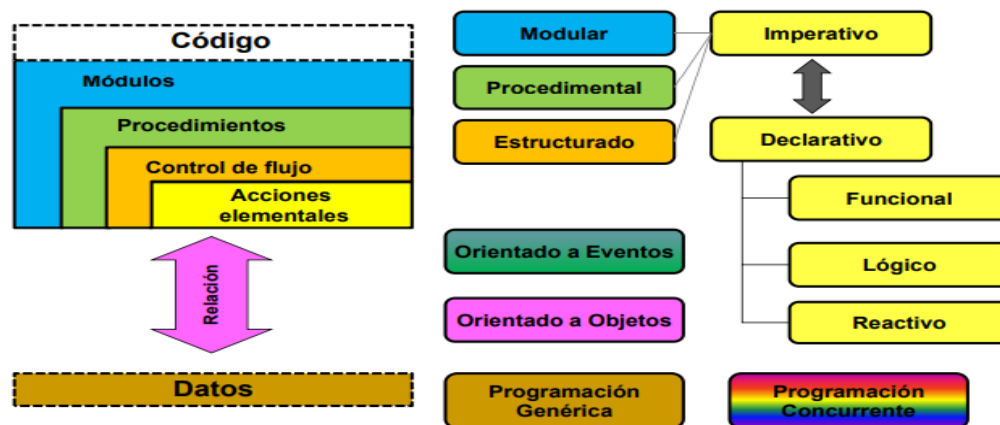 Código
Módulos
Procedimientos
Control de flujo
Acciones
elementales
Relación
Datos
Modular
Procedimental
Estructurado
Orientado a Eventos
Orientado a Objetos
Programación
Genérica
Imperativo
Declarativo
Funcional
Lógico
Reactivo
Programación
Concurrente